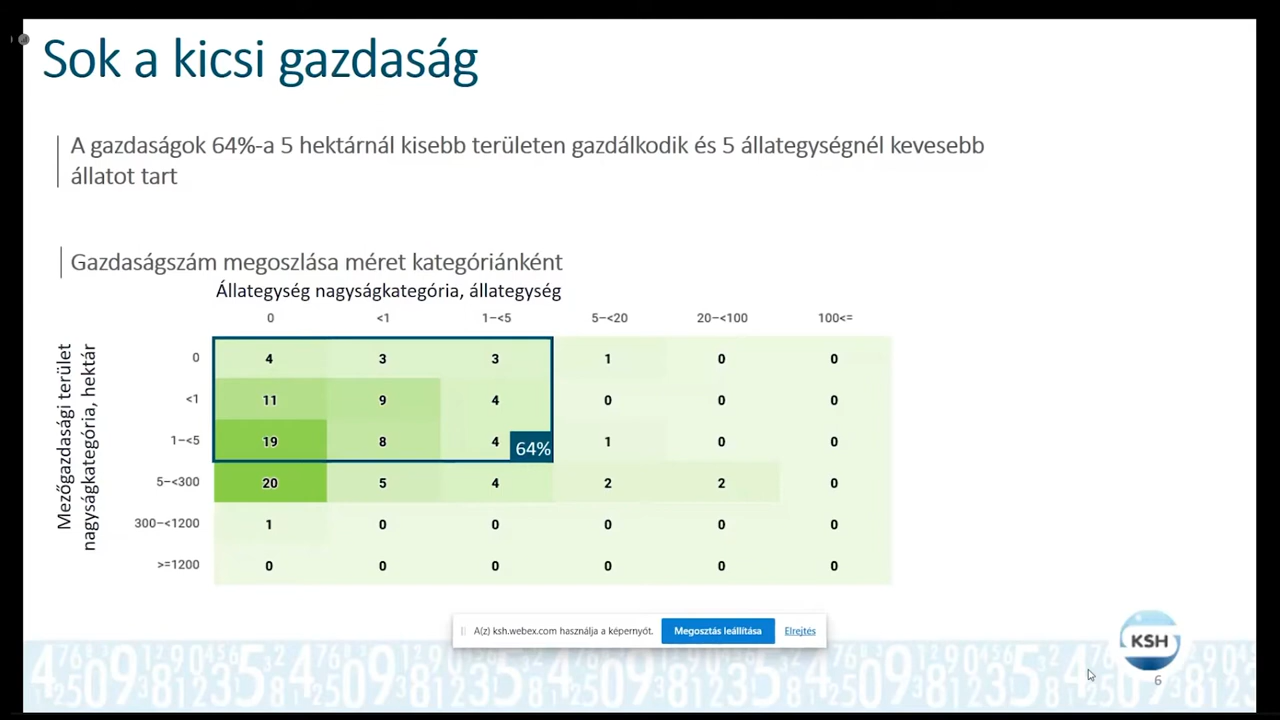 Sok a kicsi gazdaság
A gazdaságok 64%-a 5 hektárnál kisebb területen gazdálkodik és 5 állategységnél kevesebb
állatot tart
Gazdaságszám megoszlása méret kategóriánként
Állategység nagyságkategória, állategység
0 <1 1–<5 5–<20 20–<100 100<=
Mezőgazdasági terület
nagyságkategória, hektár
0 4 3 3 1 0 0
<1 11 9 4 0 0 0
1–<5 19 8 4 1 0 0
64%
5–<300 20 5 4 2 2 0
300–<1200 1 0 0 0 0 0
>=1200 0 0 0 0 0 0
A(z) ksh.webex.com használja a képernyőt. Megosztás leállítása Elrejtés
KSH
6